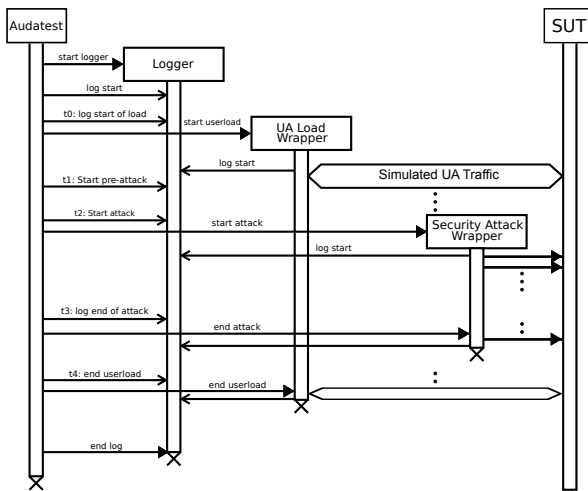 Audatest
SUT
start logger
Logger
log start
t0: log start of load
start userload
UA Load
Wrapper
log start
Simulated UA Traffic
t1: Start pre-attack
t2: Start attack
start attack
Security Attack
Wrapper
log start
t3: log end of attack
end attack
t4: end userload
end userload
end log